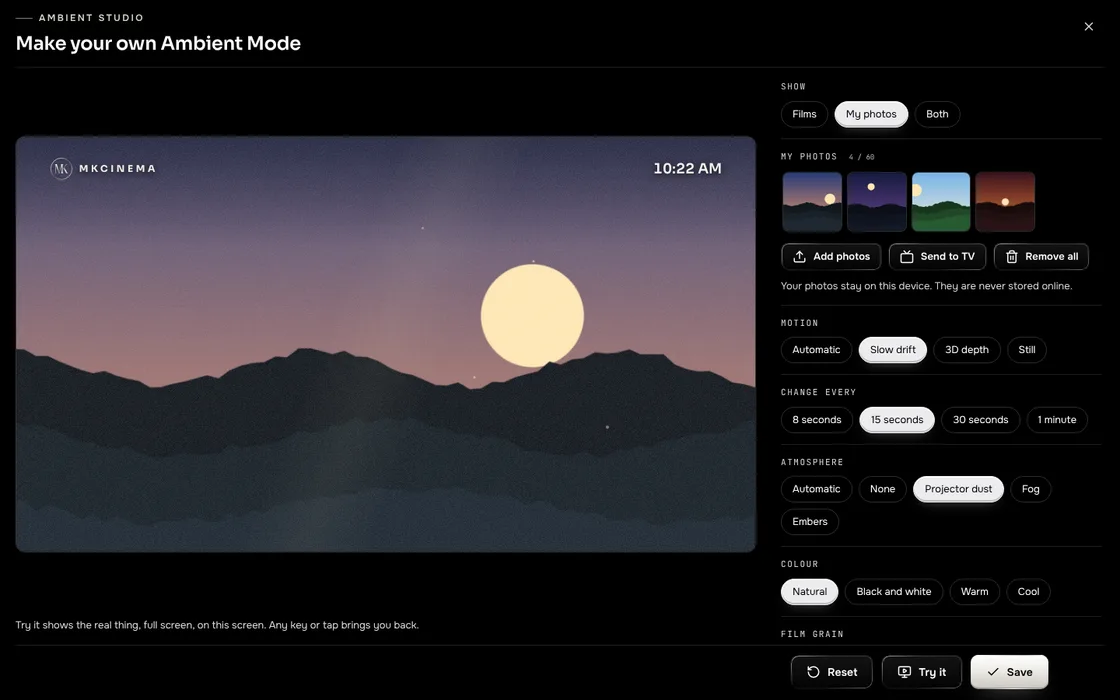 AMBIENT STUDIO
Make your own Ambient Mode
MK MKCINEMA
10:22 AM
Try it shows the real thing, full screen, on this screen. Any key or tap brings you back.
SHOW
Films My photos Both
MY PHOTOS 4 / 60
Add photos Send to TV Remove all
Your photos stay on this device. They are never stored online.
MOTION
Automatic Slow drift 3D depth Still
CHANGE EVERY
8 seconds 15 seconds 30 seconds 1 minute
ATMOSPHERE
Automatic None Projector dust Fog
Embers
COLOUR
Natural Black and white Warm Cool
FILM GRAIN
Reset Try it Save